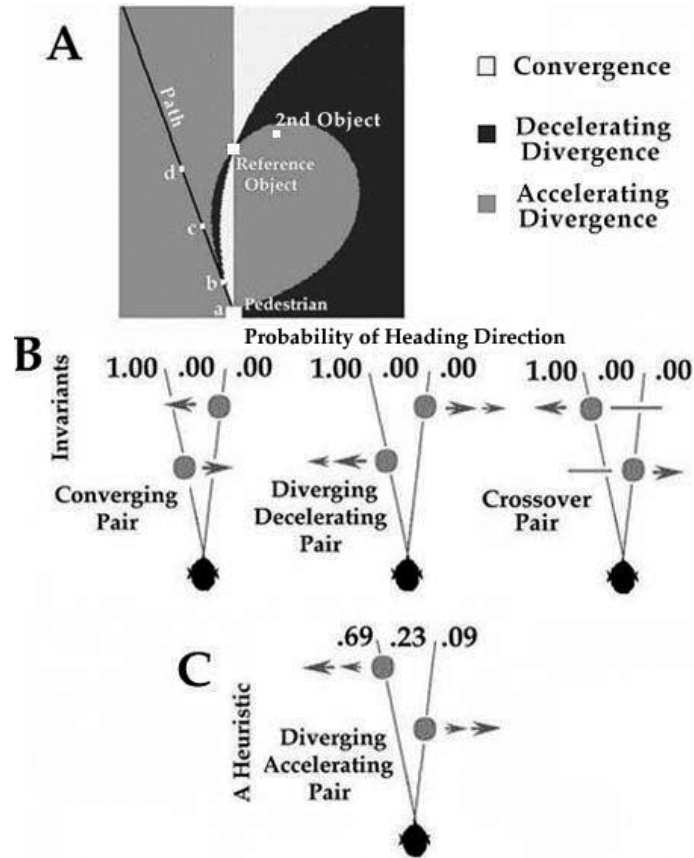 A
Path
d
c
b
a
2nd Object
Reference
Object
Pedestrian
Convergence
Decelerating
Divergence
Accelerating
Divergence
Probability of Heading Direction
B
Invariants
1.00 .00 .00
Converging
Pair
1.00 .00 .00
Diverging
Decelerating
Pair
1.00 .00 .00
Crossover
Pair
C
A Heuristic
.69 .23 .09
Diverging
Accelerating
Pair